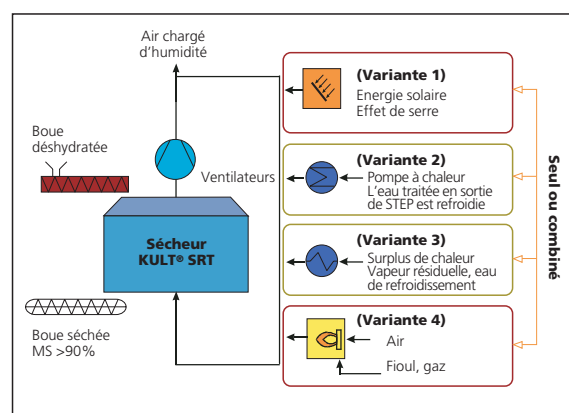 Air chargé
d'humidité
Boue
déshydratée
Ventilateurs
Sécheur
KULT® SRT
Boue séchée
MS >90%
(Variante 1)
Energie solaire
Effet de serre
(Variante 2)
Pompe à chaleur
L'eau traitée en sortie
de STEP est refroidie
(Variante 3)
Surplus de chaleur
Vapeur résiduelle, eau
de refroidissement
(Variante 4)
Air
Fioul, gaz
Seul ou combiné